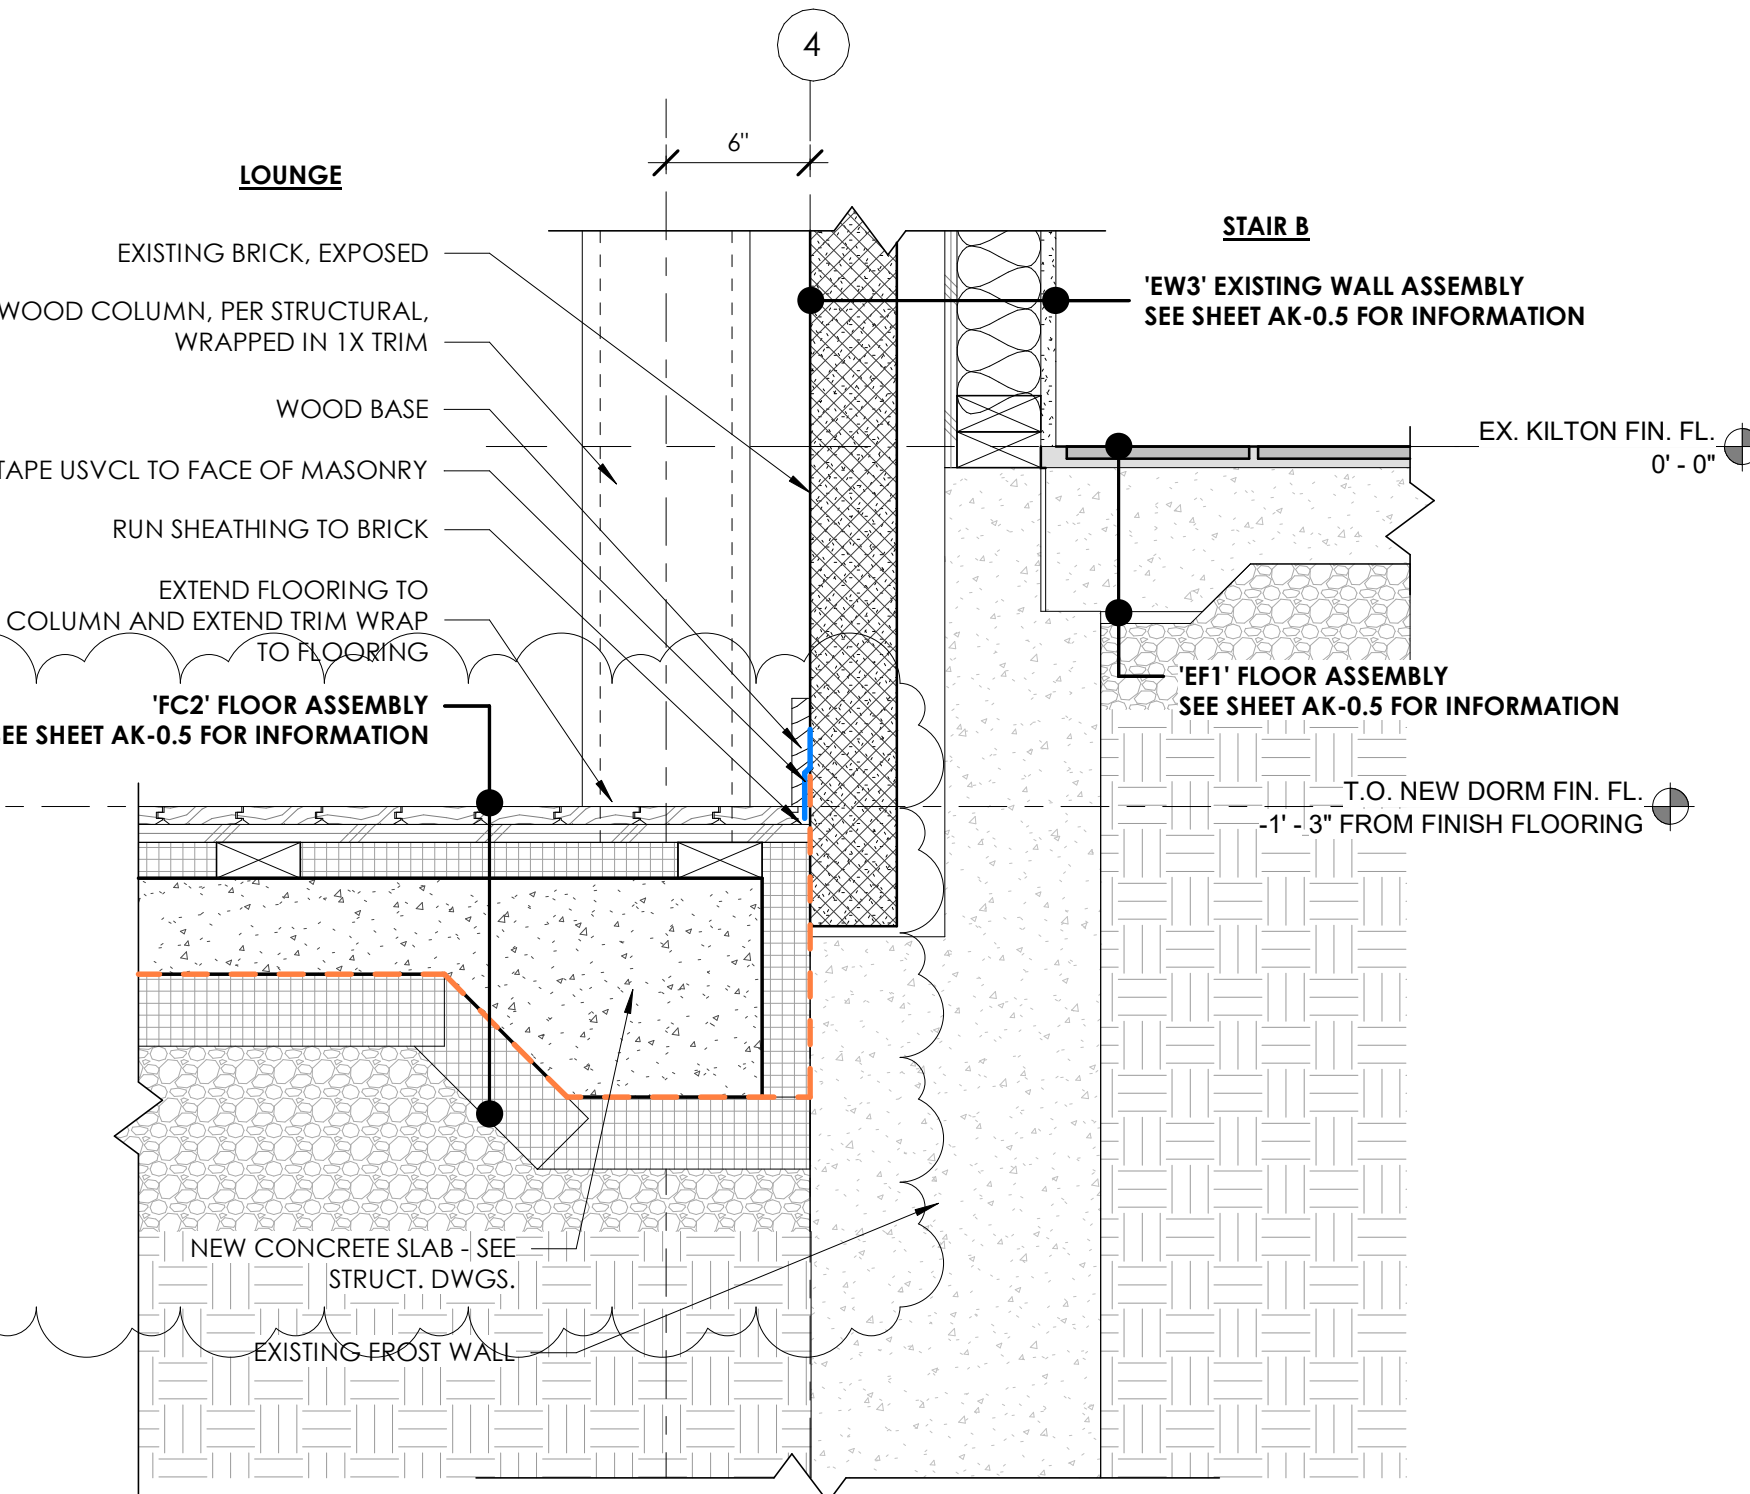 4
6"
LOUNGE
STAIR B
EXISTING BRICK, EXPOSED
'EW3' EXISTING WALL ASSEMBLY
SEE SHEET AK-0.5 FOR INFORMATION
WOOD COLUMN, PER STRUCTURAL,
WRAPPED IN 1X TRIM
WOOD BASE
EX. KILTON FIN. FL.
0' - 0"
TAPE USVCL TO FACE OF MASONRY
RUN SHEATHING TO BRICK
EXTEND FLOORING TO
COLUMN AND EXTEND TRIM WRAP
TO FLOORING
'EF1' FLOOR ASSEMBLY
SEE SHEET AK-0.5 FOR INFORMATION
'FC2' FLOOR ASSEMBLY
SEE SHEET AK-0.5 FOR INFORMATION
T.O. NEW DORM FIN. FL.
-1' - 3" FROM FINISH FLOORING
NEW CONCRETE SLAB - SEE
STRUCT. DWGS.
EXISTING FROST WALL